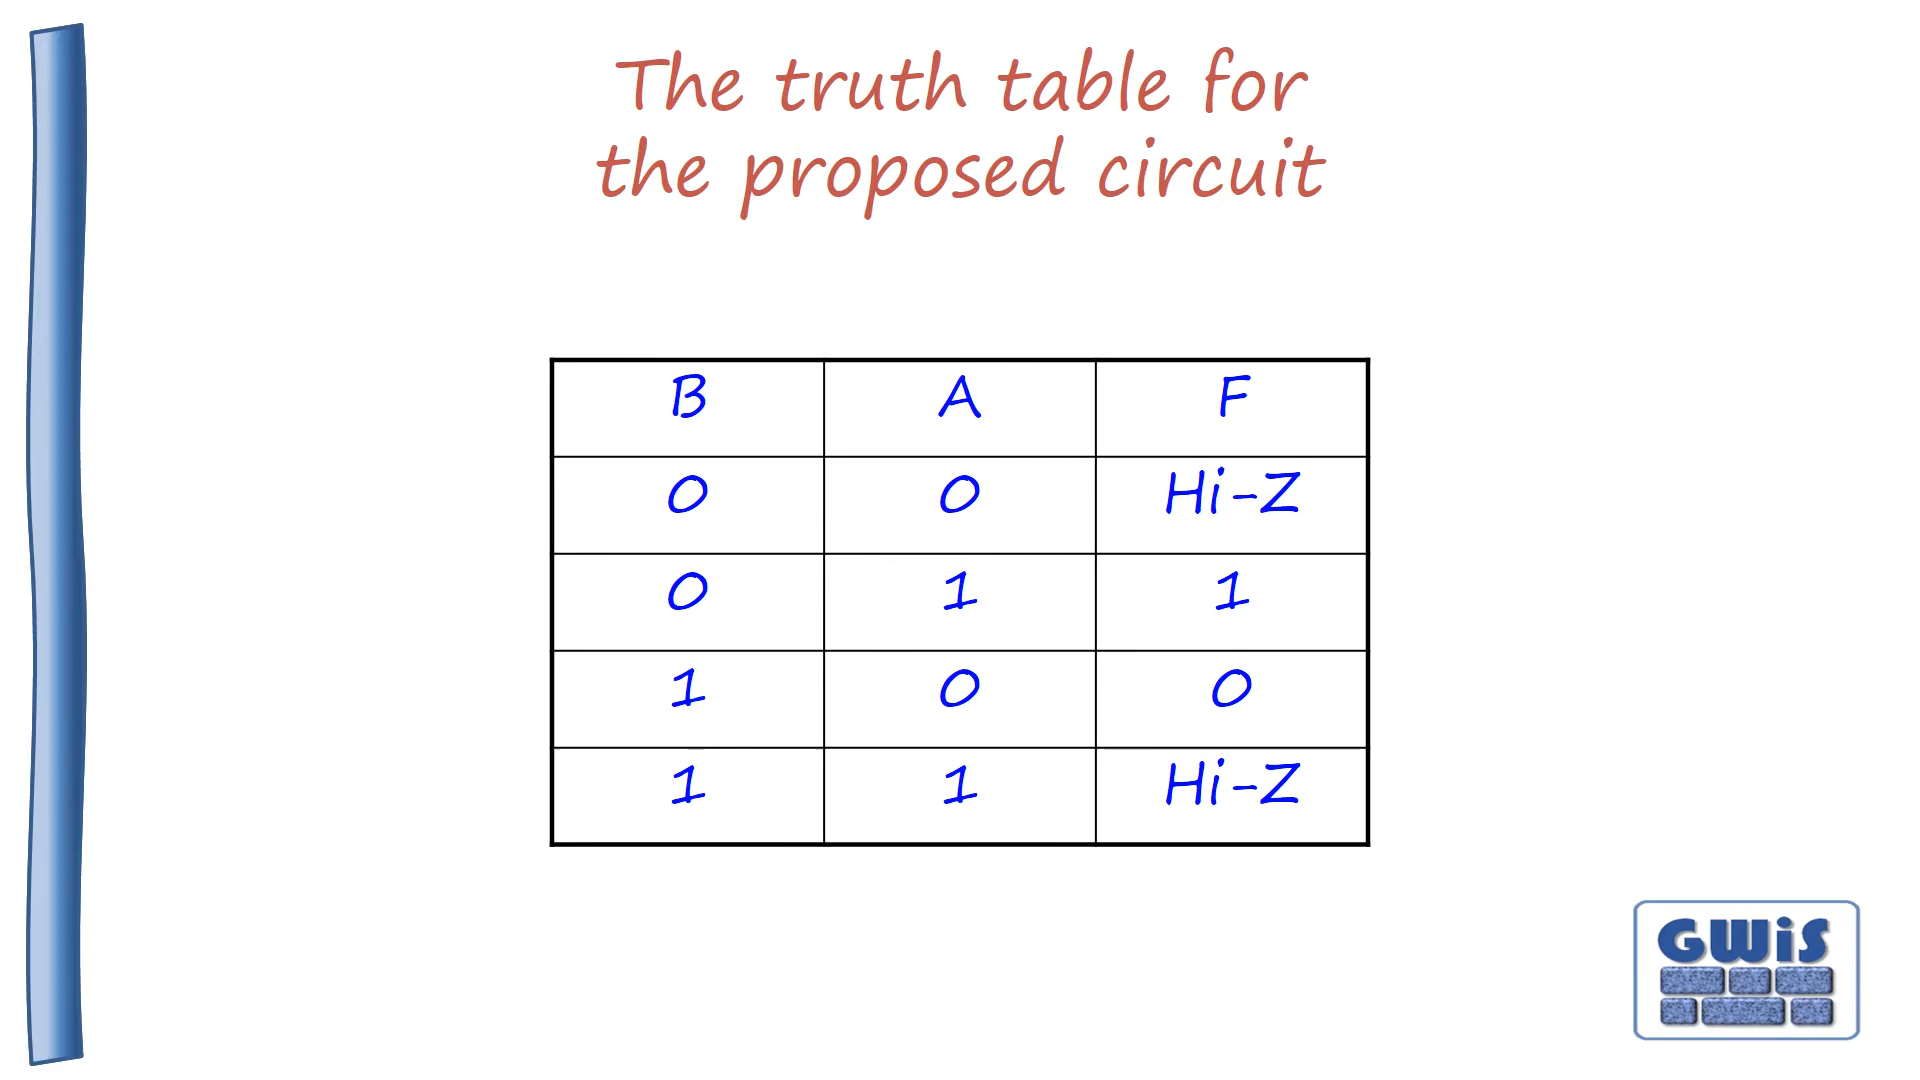 The truth table for
the proposed circuit
B A F
0 0 Hi-Z
0 1 1
1 0 0
1 1 Hi-Z
GWiS